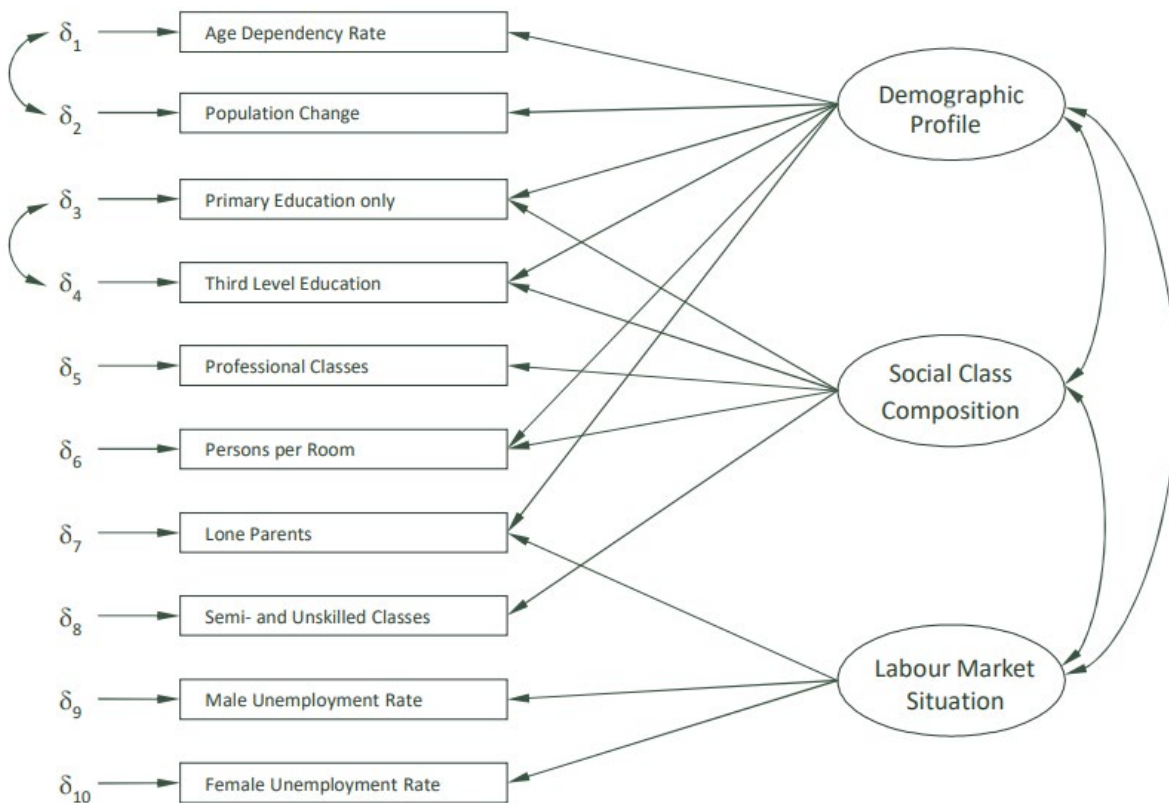 δ1
Age Dependency Rate
δ2
Population Change
δ3
Primary Education only
δ4
Third Level Education
δ5
Professional Classes
δ6
Persons per Room
δ7
Lone Parents
δ8
Semi- and Unskilled Classes
δ9
Male Unemployment Rate
δ10
Female Unemployment Rate
Demographic
Profile
Social Class
Composition
Labour Market
Situation